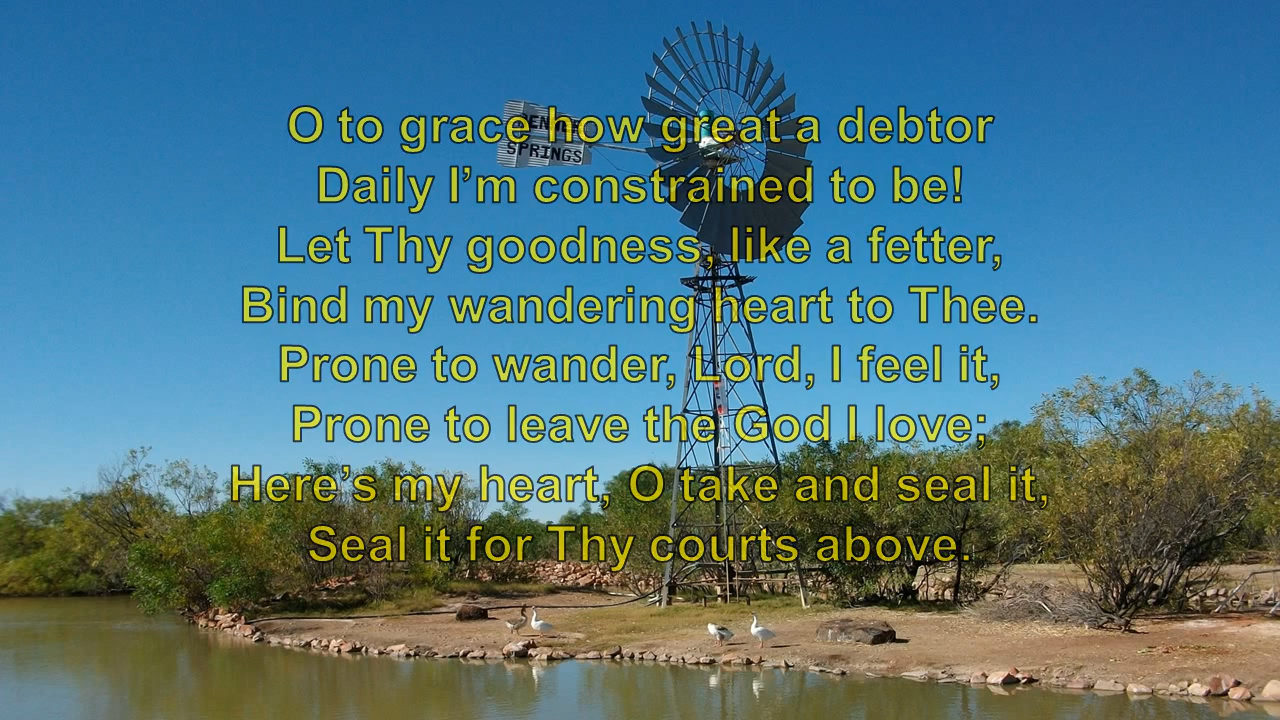 O to grace how great a debtor
Daily I’m constrained to be!
Let Thy goodness, like a fetter,
Bind my wandering heart to Thee.
Prone to wander, Lord, I feel it,
Prone to leave the God I love;
Here’s my heart, O take and seal it,
Seal it for Thy courts above.
SPRINGS